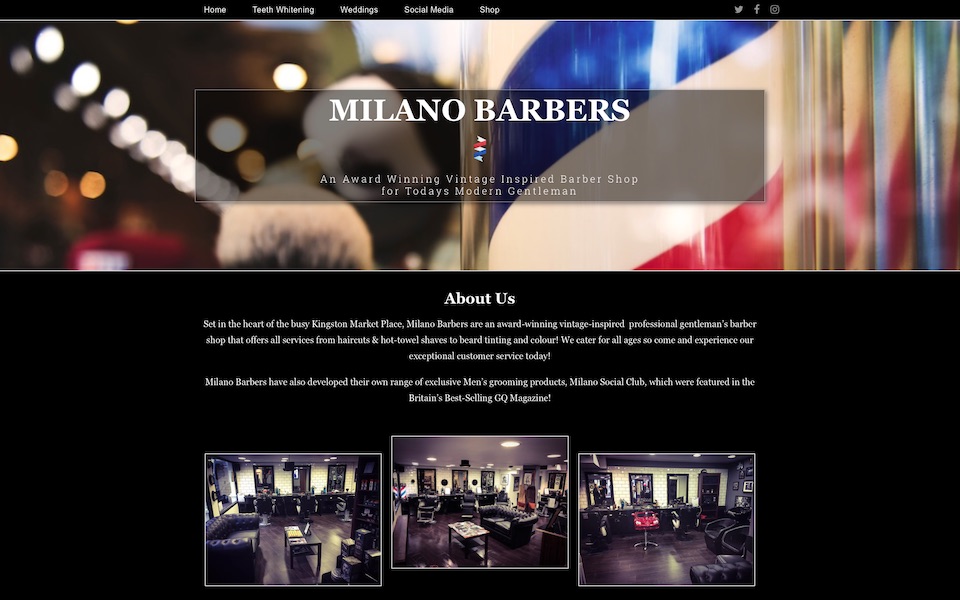 Home Teeth Whitening Weddings Social Media Shop
MILANO BARBERS
An Award Winning Vintage Inspired Barber Shop
for Todays Modern Gentleman
About Us
Set in the heart of the busy Kingston Market Place, Milano Barbers are an award-winning vintage-inspired professional gentleman's barber
shop that offers all services from haircuts & hot-towel shaves to beard tinting and colour! We cater for all ages so come and experience our
exceptional customer service today!
Milano Barbers have also developed their own range of exclusive Men's grooming products, Milano Social Club, which were featured in the
Britain's Best-Selling GQ Magazine!